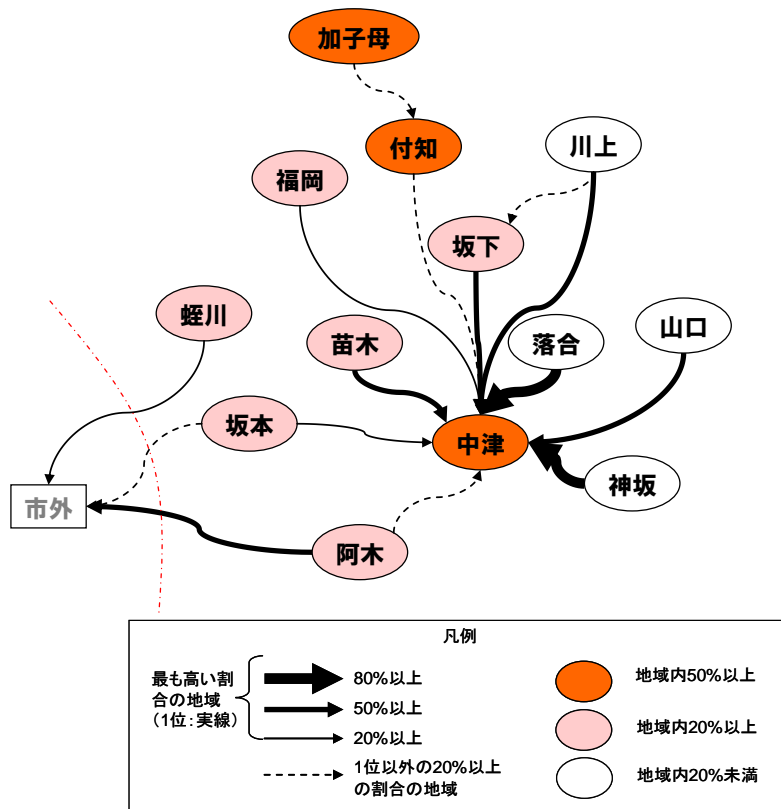 加子母
付知
川上
福岡
坂下
蛭川
苗木
落合
山口
坂本
中津
神坂
市外
阿木
凡例
最も高い割
合の地域
(1位:実線)
80%以上
50%以上
20%以上
1位以外の20%以上
の割合の地域
地域内50%以上
地域内20%以上
地域内20%未満